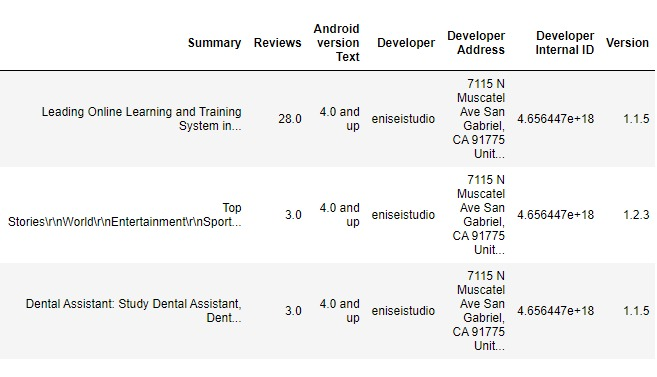 Summary Reviews Android version Text Developer Developer Address Developer Internal ID Version
Leading Online Learning and Training System in... 28.0 4.0 and up eniseistudio 7115 N Muscatel Ave San Gabriel, CA 91775 Unit... 4.656447e+18 1.1.5
Top Stories\r\nWorld\r\nEntertainment\r\nSport... 3.0 4.0 and up eniseistudio 7115 N Muscatel Ave San Gabriel, CA 91775 Unit... 4.656447e+18 1.2.3
Dental Assistant: Study Dental Assistant, Dent... 3.0 4.0 and up eniseistudio 7115 N Muscatel Ave San Gabriel, CA 91775 Unit... 4.656447e+18 1.1.5